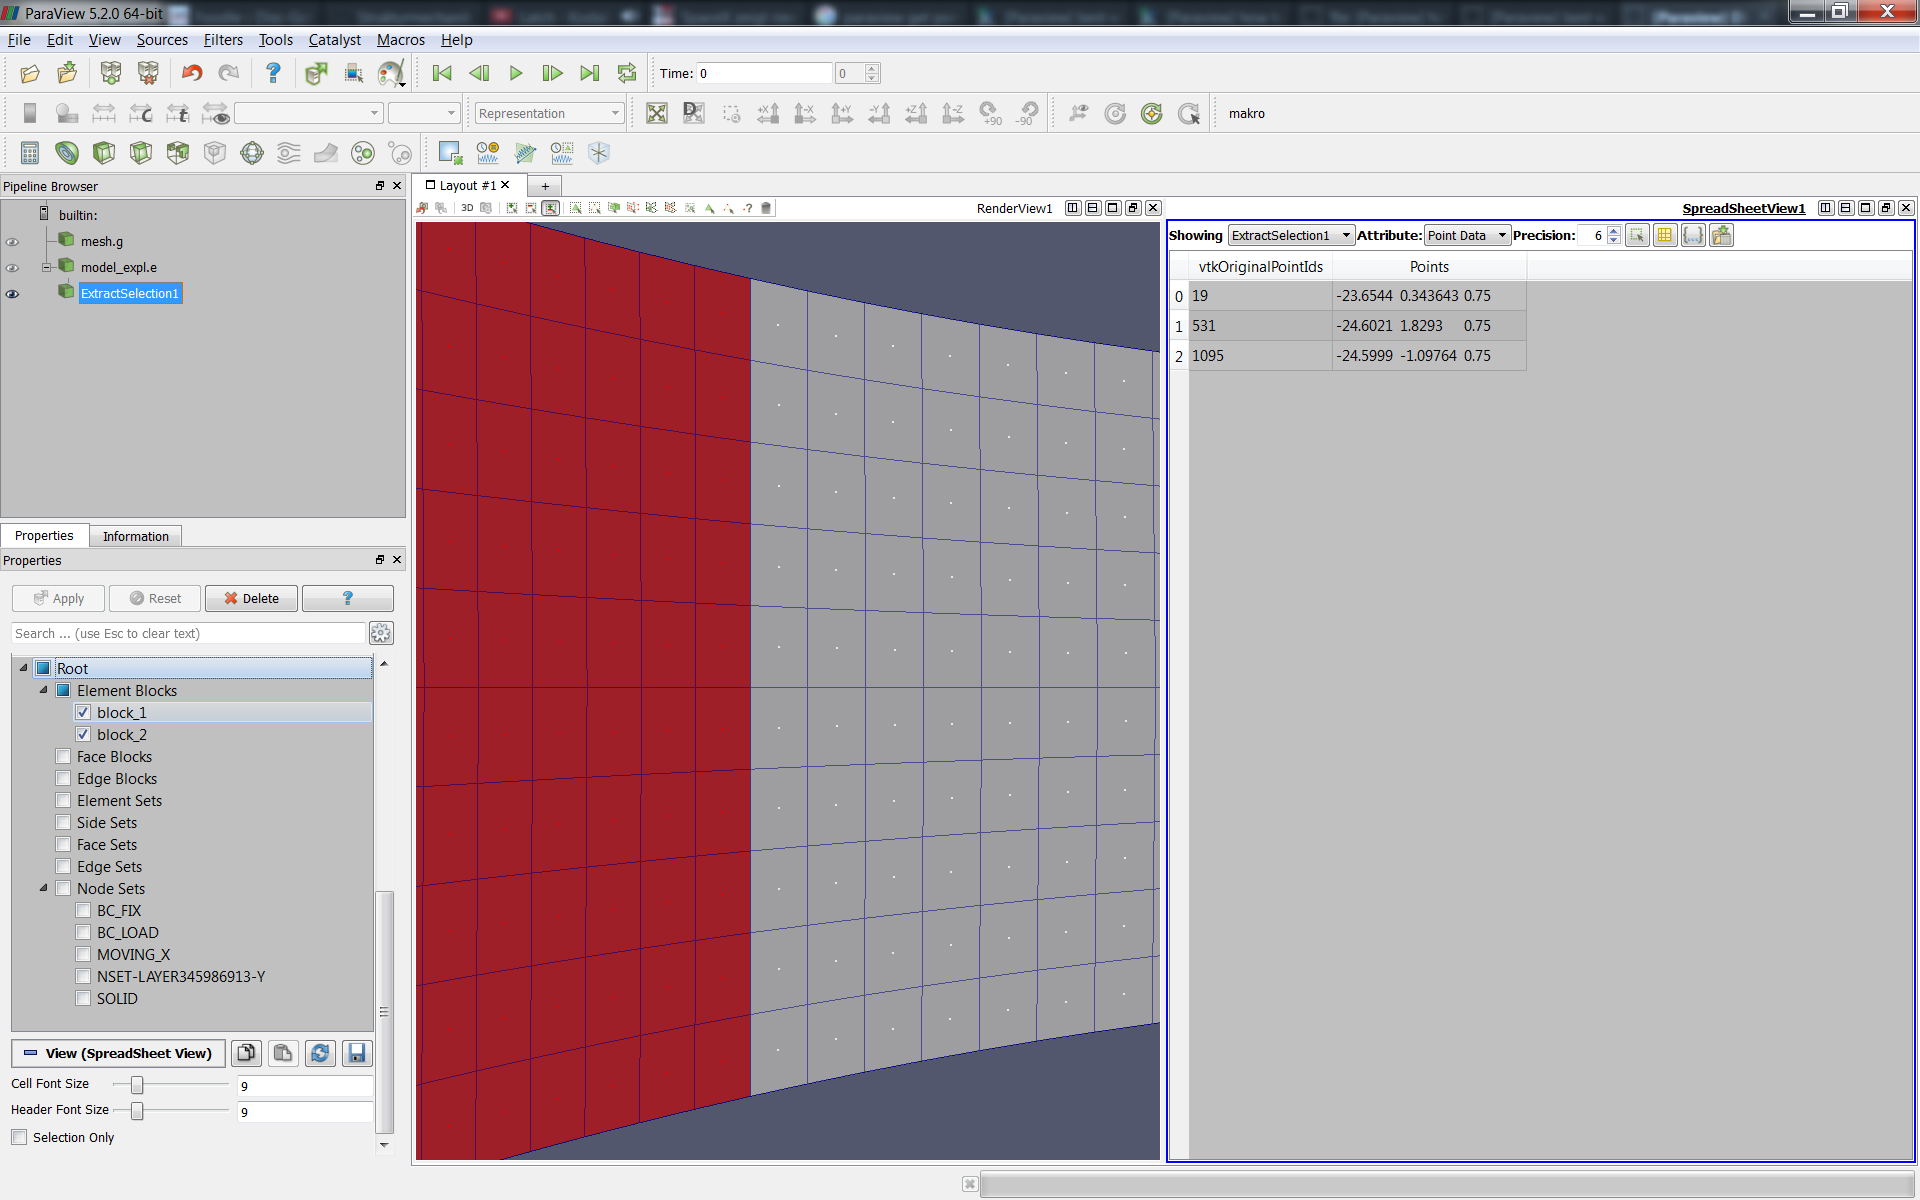 ParaView 5.2.0 64-bit
File Edit View Sources Filters Tools Catalyst Macros Help
Time: 0 0
Representation +X -X +Y -Y +Z -Z +90 -90 makro
Pipeline Browser
builtin:
mesh.g
model_expl.e
ExtractSelection1
Properties Information
Properties
Apply Reset Delete ?
Search ... (use Esc to clear text)
Root
Element Blocks
block_1
block_2
Face Blocks
Edge Blocks
Element Sets
Side Sets
Face Sets
Edge Sets
Node Sets
BC_FIX
BC_LOAD
MOVING_X
NSET-LAYER345986913-Y
SOLID
View (SpreadSheet View)
Cell Font Size 9
Header Font Size 9
Selection Only
Layout #1 +
3D RenderView1
SpreadSheetView1
Showing ExtractSelection1 Attribute: Point Data Precision: 6
vtkOriginalPointIds Points
0 19 -23.6544 0.343643 0.75
1 531 -24.6021 1.8293 0.75
2 1095 -24.5999 -1.09764 0.75